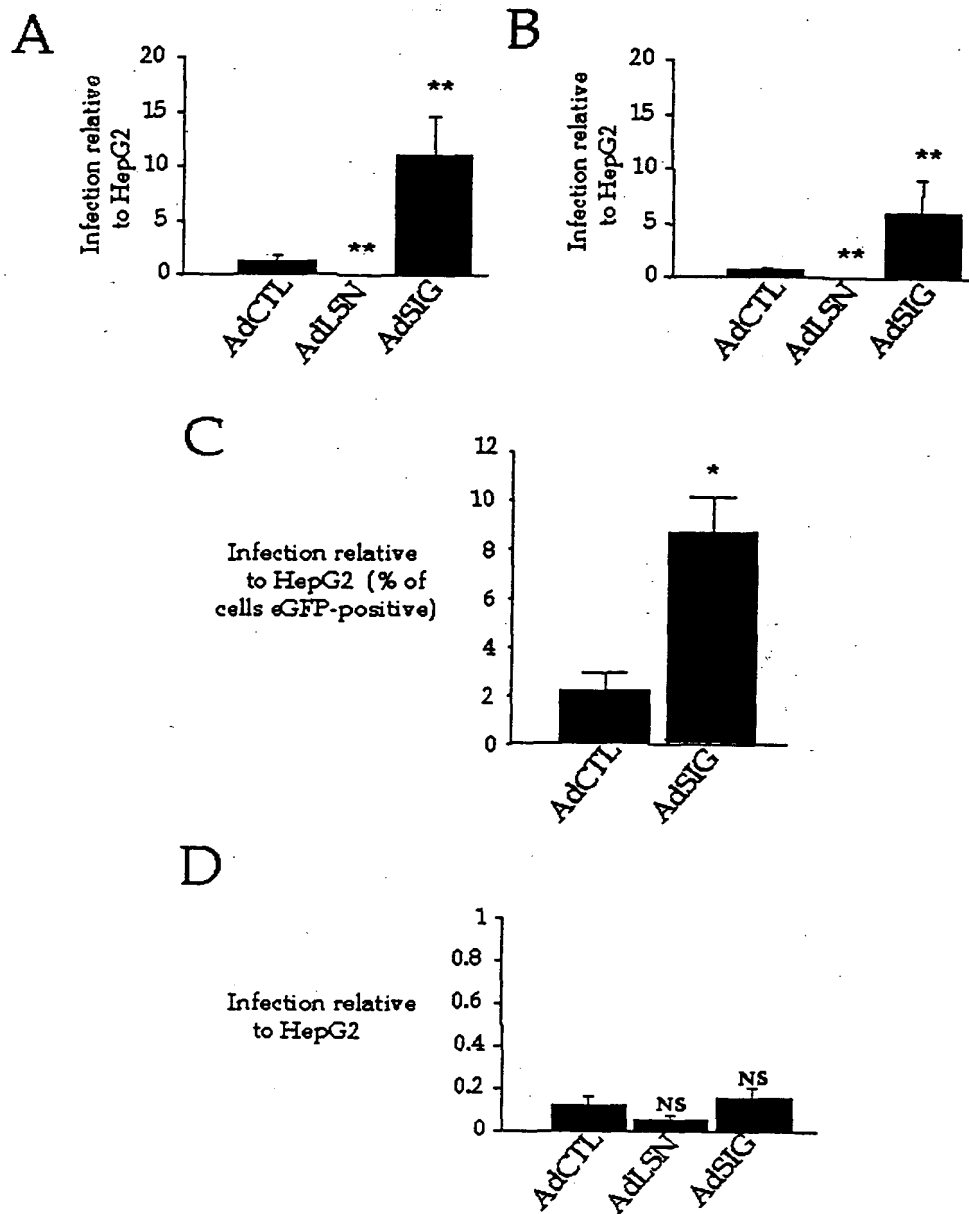 A
Infection relative
to HepG2
20
15
10
5
0
**
**
AdCTL
AdLSN
AdSIG
B
Infection relative
to HepG2
20
15
10
5
0
**
**
AdCTL
AdLSN
AdSIG
C
Infection relative
to HepG2 (% of
cells eGFP-positive)
12
10
8
6
4
2
0
*
AdCTL
AdSIG
D
Infection relative
to HepG2
1
0.8
0.6
0.4
0.2
0
NS
NS
AdCTL
AdLSN
AdSIG